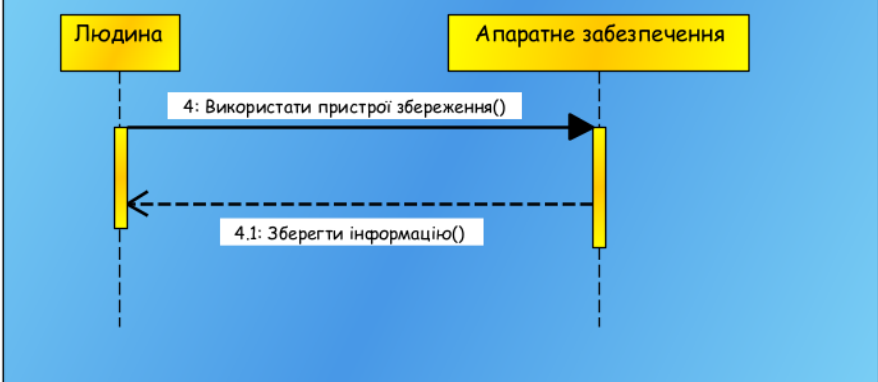 Людина
Апаратне забезпечення
4: Використати пристрої збереження()
4.1: Зберегти інформацію()